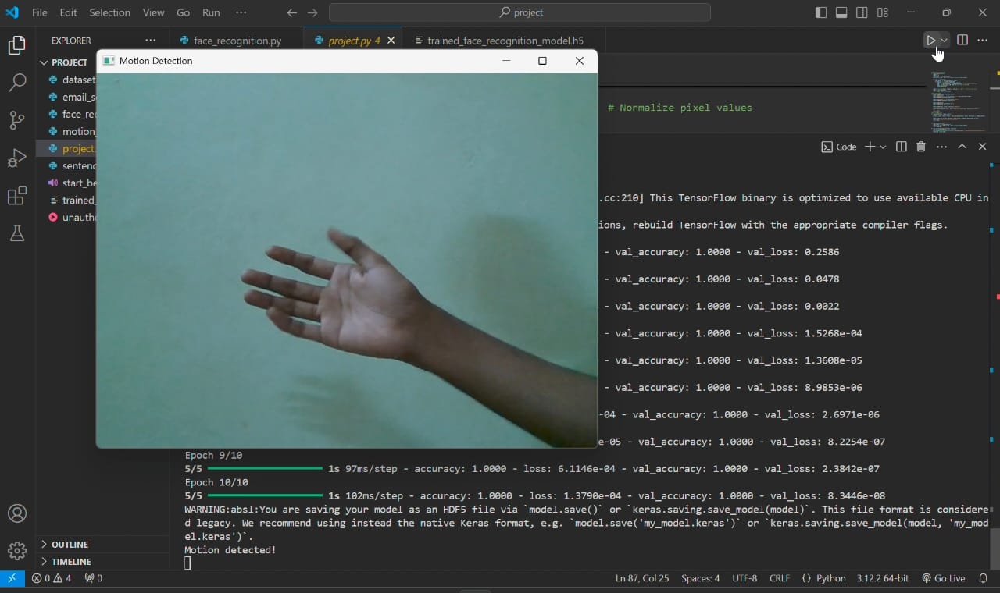 File Edit Selection View Go Run ··· project
EXPLORER ···
face_recognition.py
project.py 4
trained_face_recognition_model.h5
PROJECT
Motion Detection
dataset
email_s
face_rec
motion_
project.
sentenc
start_be
trained_
unautho
# Normalize pixel values
Code
.cc:210] This TensorFlow binary is optimized to use available CPU in
ions, rebuild TensorFlow with the appropriate compiler flags.
- val_accuracy: 1.0000 - val_loss: 0.2586
- val_accuracy: 1.0000 - val_loss: 0.0478
- val_accuracy: 1.0000 - val_loss: 0.0022
- val_accuracy: 1.0000 - val_loss: 1.5268e-04
- val_accuracy: 1.0000 - val_loss: 1.3608e-05
- val_accuracy: 1.0000 - val_loss: 8.9853e-06
-04 - val_accuracy: 1.0000 - val_loss: 2.6971e-06
e-05 - val_accuracy: 1.0000 - val_loss: 8.2254e-07
Epoch 9/10
5/5 1s 97ms/step - accuracy: 1.0000 - loss: 6.1146e-04 - val_accuracy: 1.0000 - val_loss: 2.3842e-07
Epoch 10/10
5/5 1s 102ms/step - accuracy: 1.0000 - loss: 1.3790e-04 - val_accuracy: 1.0000 - val_loss: 8.3446e-08
WARNING:absl:You are saving your model as an HDF5 file via `model.save()` or `keras.saving.save_model(model)`. This file format is considere
d legacy. We recommend using instead the native Keras format, e.g. `model.save('my_model.keras')` or `keras.saving.save_model(model, 'my_mod
el.keras')`.
Motion detected!
OUTLINE
TIMELINE
0 4 0 Ln 87, Col 25 Spaces: 4 UTF-8 CRLF {} Python 3.12.2 64-bit Go Live